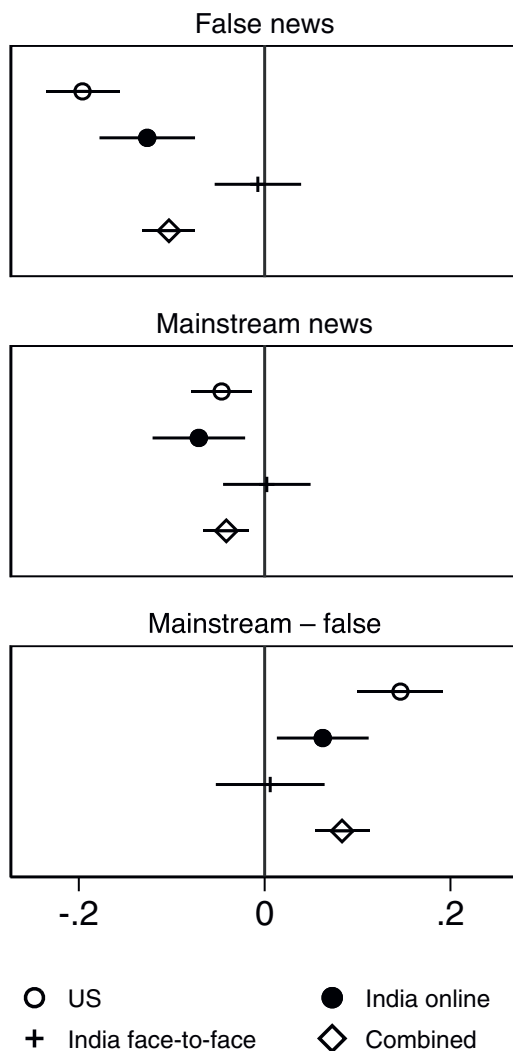 False news
Mainstream news
Mainstream – false
-.2 0 .2
US India online
India face-to-face Combined